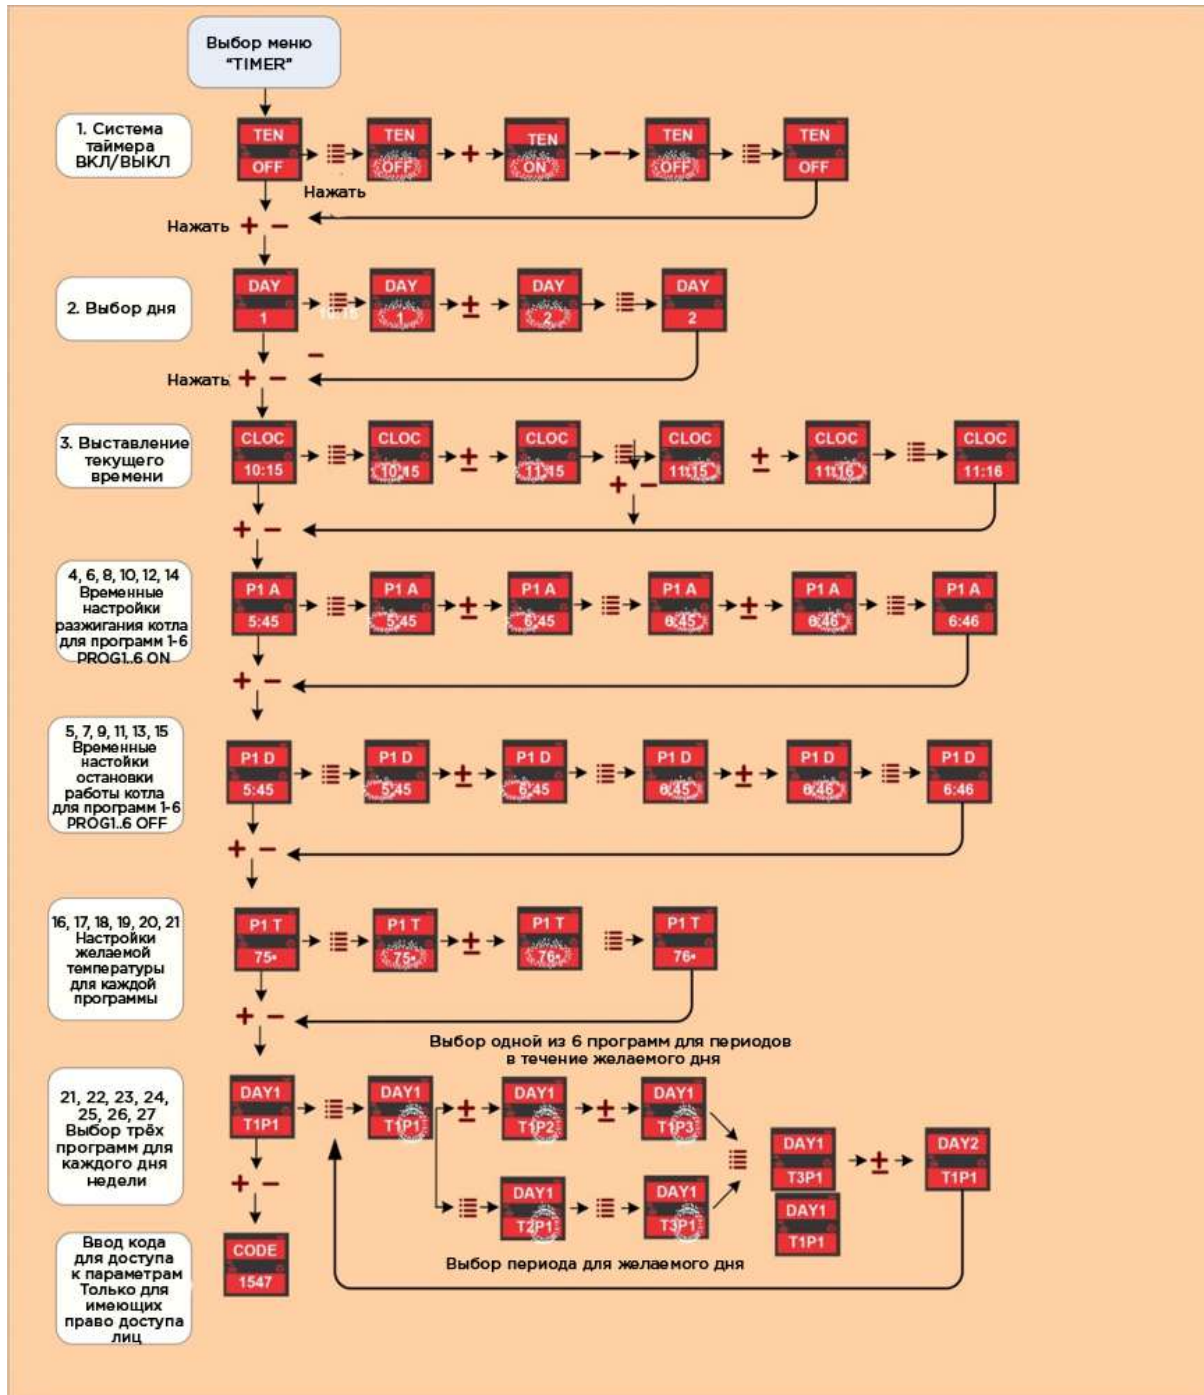 Выбор меню
“TIMER”
1. Система
таймера
ВКЛ/ВЫКЛ
TEN
OFF
TEN
OFF
+
TEN
ON
−
TEN
OFF
TEN
OFF
Нажать
Нажать + −
2. Выбор дня
DAY
1
10:15
DAY
1
±
DAY
2
DAY
2
−
Нажать + −
3. Выставление
текущего
времени
CLOC
10:15
CLOC
10:15
±
CLOC
11:15
+ −
CLOC
11:15
±
CLOC
11:16
CLOC
11:16
+ −
4, 6, 8, 10, 12, 14
Временные
настройки
разжигания котла
для программ 1-6
PROG1..6 ON
P1 A
5:45
P1 A
5:45
±
P1 A
6:45
P1 A
6:45
±
P1 A
6:46
P1 A
6:46
+ −
5, 7, 9, 11, 13, 15
Временные
настойки
остановки
работы котла
для программ 1-6
PROG1..6 OFF
P1 D
5:45
P1 D
5:45
±
P1 D
6:45
P1 D
6:45
±
P1 D
6:46
P1 D
6:46
+ −
16, 17, 18, 19, 20, 21
Настройки
желаемой
температуры
для каждой
программы
P1 T
75•
P1 T
75•
±
P1 T
76•
P1 T
76•
+ −
Выбор одной из 6 программ для периодов
в течение желаемого дня
21, 22, 23, 24,
25, 26, 27
Выбор трёх
программ для
каждого дня
недели
DAY1
T1P1
DAY1
T1P1
±
DAY1
T1P2
±
DAY1
T1P3
DAY1
T2P1
DAY1
T3P1
DAY1
T3P1
DAY1
T1P1
±
DAY2
T1P1
+ −
Выбор периода для желаемого дня
Ввод кода
для доступа
к параметрам
Только для
имеющих
право доступа
лиц
CODE
1547